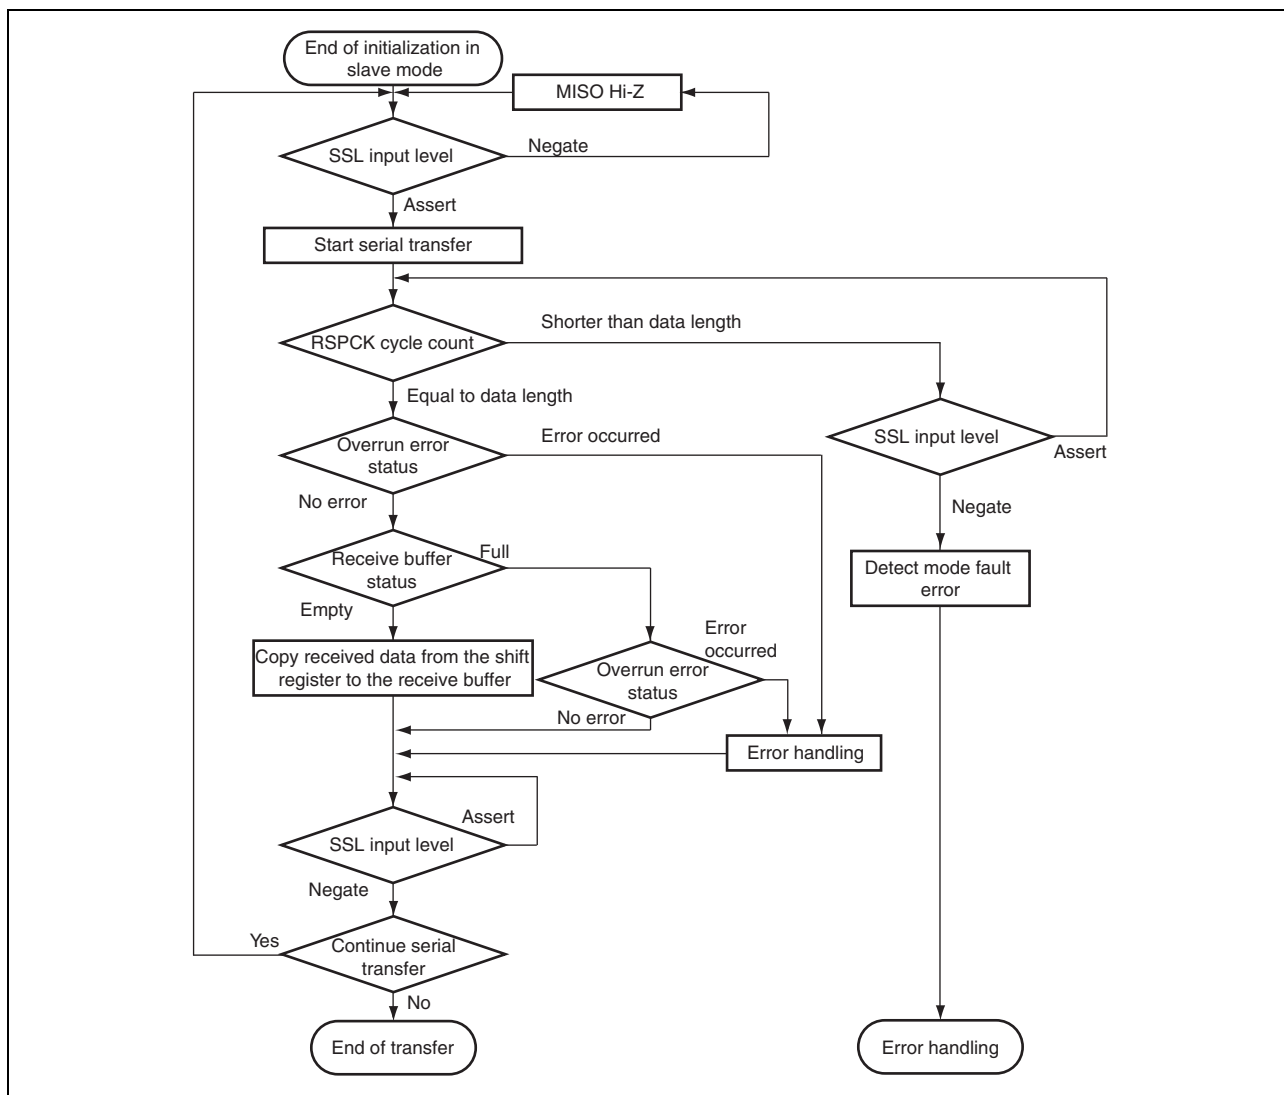 End of initialization in
slave mode
MISO Hi-Z
SSL input level
Negate
Assert
Start serial transfer
RSPCK cycle count
Shorter than data length
Equal to data length
SSL input level
Assert
Overrun error
status
Error occurred
No error
Negate
Receive buffer
status
Full
Detect mode fault
error
Empty
Copy received data from the shift
register to the receive buffer
Error
occurred
Overrun error
status
No error
Error handling
SSL input level
Assert
Negate
Continue serial
transfer
Yes
No
End of transfer
Error handling